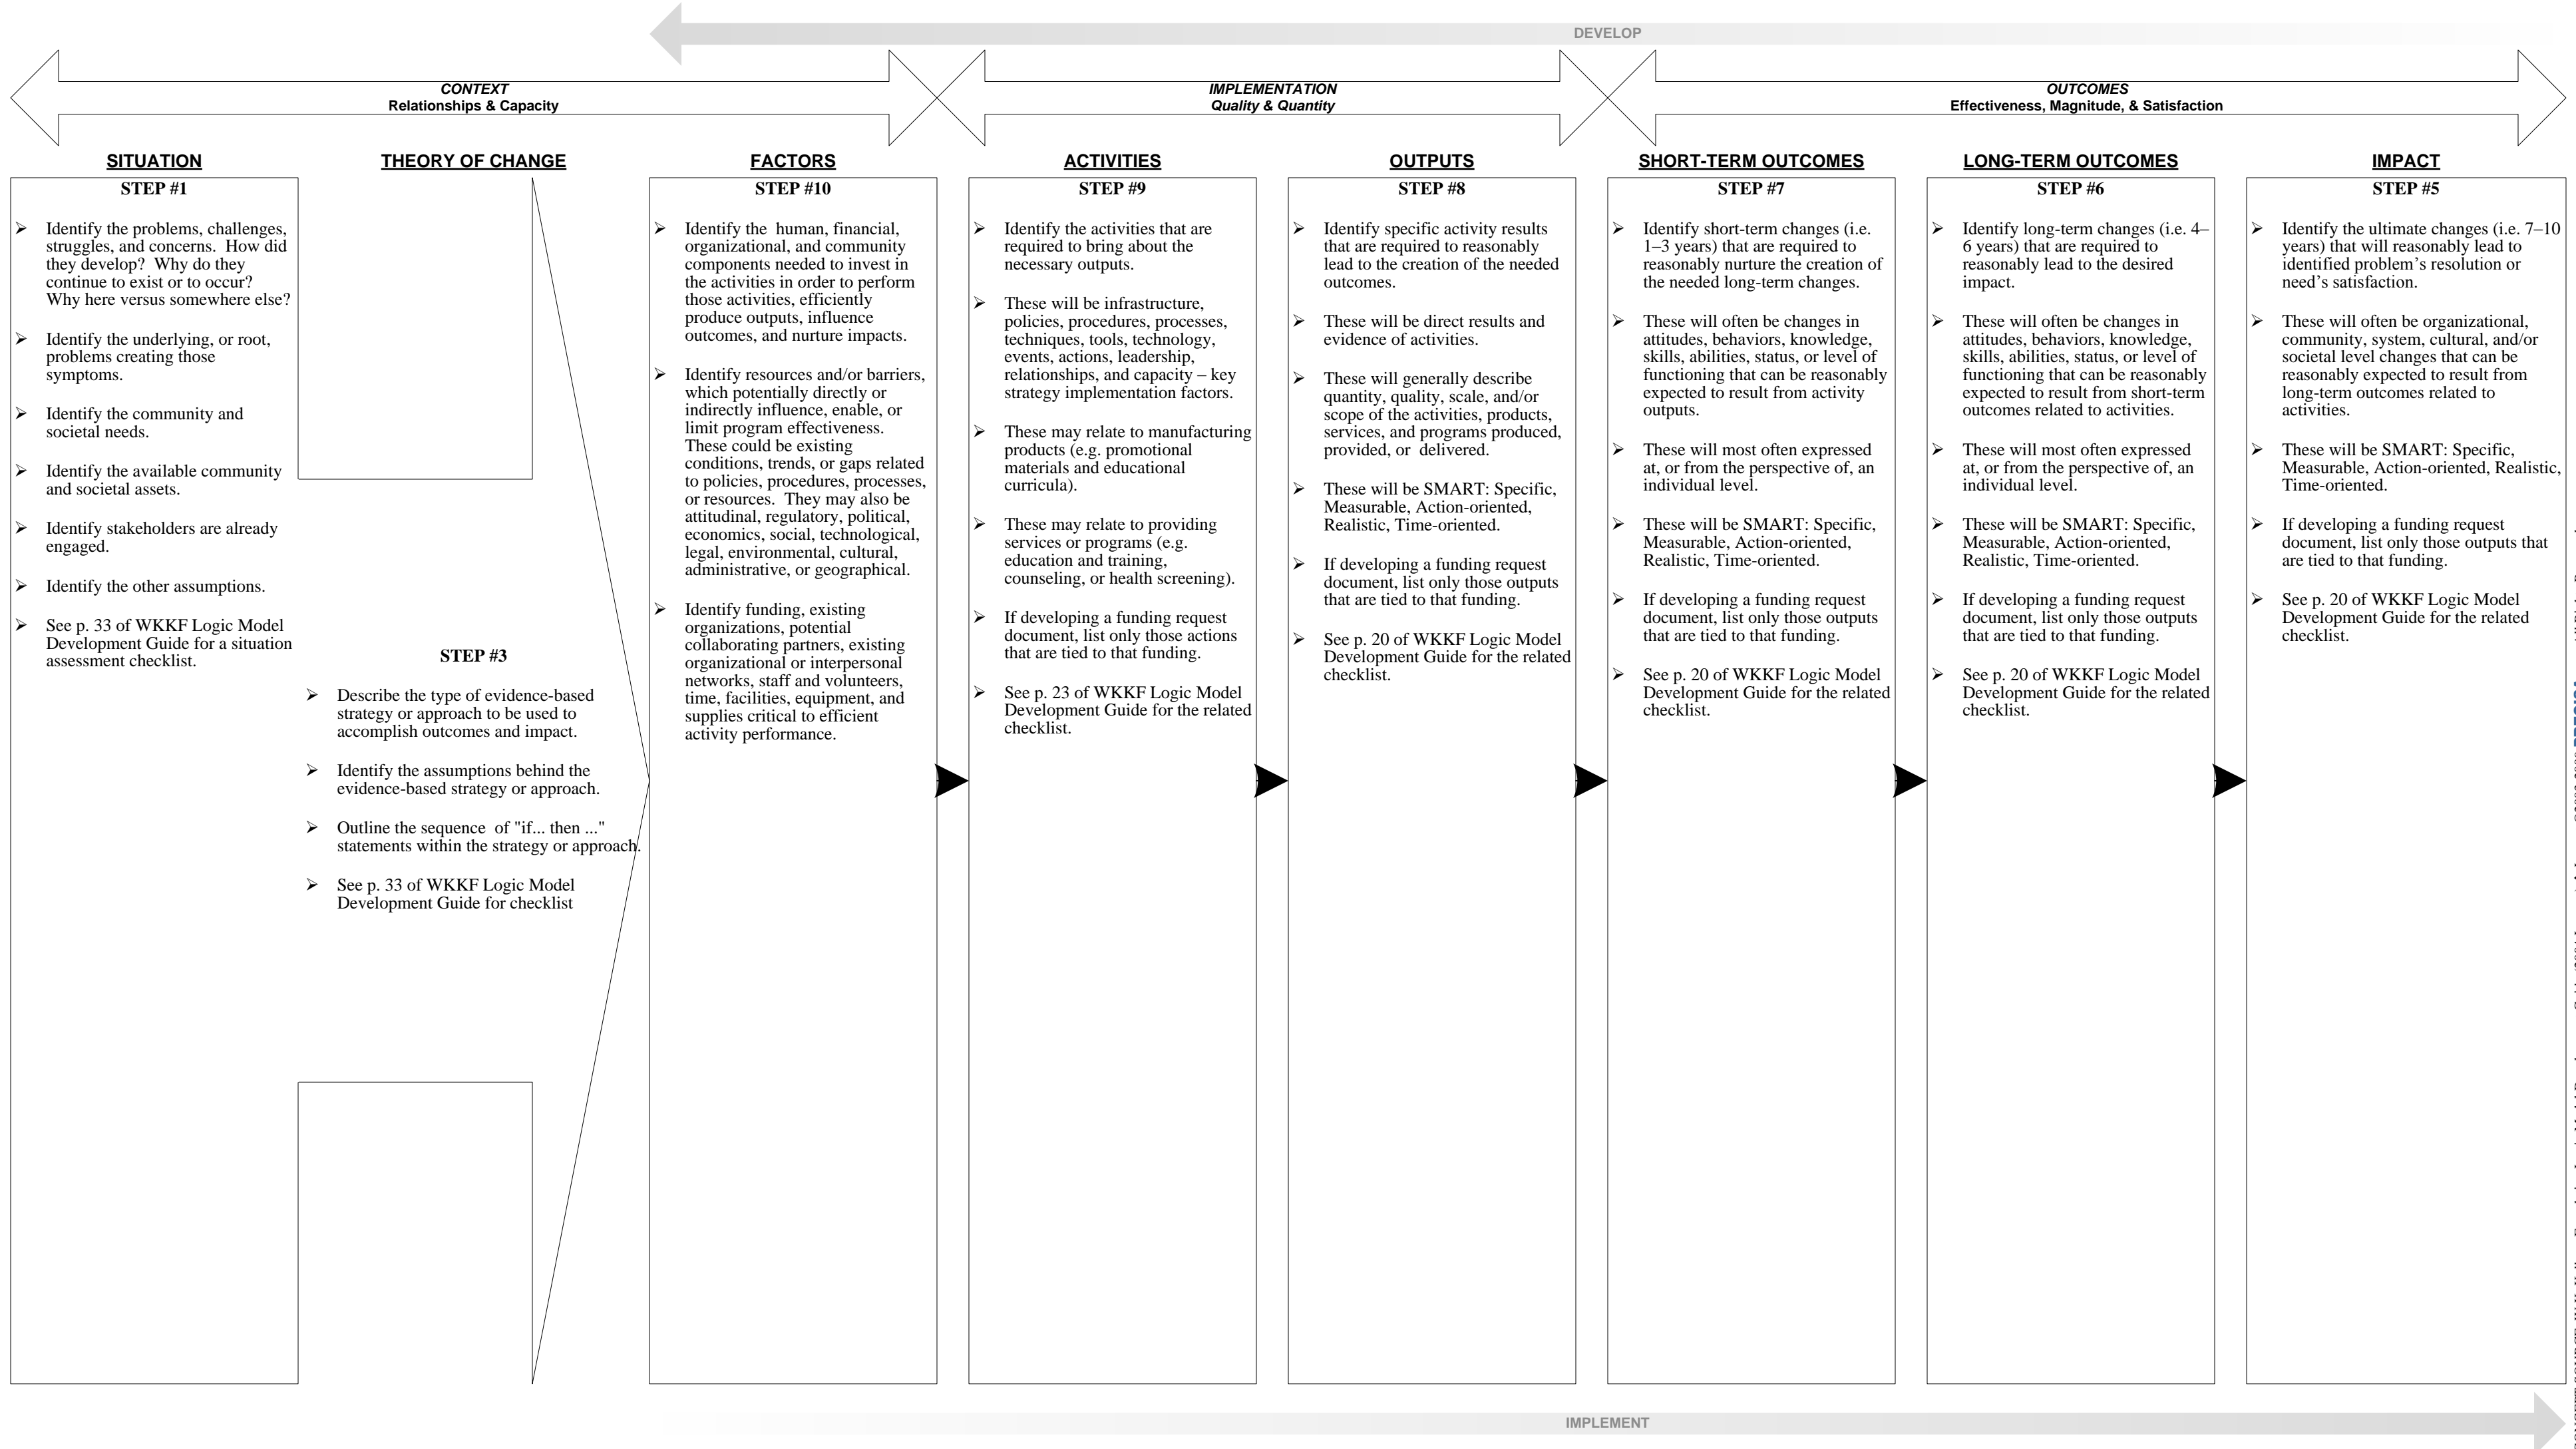 DEVELOP
CONTEXT
Relationships & Capacity
IMPLEMENTATION
Quality & Quantity
OUTCOMES
Effectiveness, Magnitude, & Satisfaction
SITUATION
STEP #1
➢ Identify the problems, challenges,
struggles, and concerns.  How did
they develop?  Why do they
continue to exist or to occur?
Why here versus somewhere else?
➢ Identify the underlying, or root,
problems creating those
symptoms.
➢ Identify the community and
societal needs.
➢ Identify the available community
and societal assets.
➢ Identify stakeholders are already
engaged.
➢ Identify the other assumptions.
➢ See p. 33 of WKKF Logic Model
Development Guide for a situation
assessment checklist.
THEORY OF CHANGE
STEP #3
➢ Describe the type of evidence-based
strategy or approach to be used to
accomplish outcomes and impact.
➢ Identify the assumptions behind the
evidence-based strategy or approach.
➢ Outline the sequence  of "if... then ..."
statements within the strategy or approach.
➢ See p. 33 of WKKF Logic Model
Development Guide for checklist
FACTORS
STEP #10
➢ Identify the  human, financial,
organizational, and community
components needed to invest in
the activities in order to perform
those activities, efficiently
produce outputs, influence
outcomes, and nurture impacts.
➢ Identify resources and/or barriers,
which potentially directly or
indirectly influence, enable, or
limit program effectiveness.
These could be existing
conditions, trends, or gaps related
to policies, procedures, processes,
or resources.  They may also be
attitudinal, regulatory, political,
economics, social, technological,
legal, environmental, cultural,
administrative, or geographical.
➢ Identify funding, existing
organizations, potential
collaborating partners, existing
organizational or interpersonal
networks, staff and volunteers,
time, facilities, equipment, and
supplies critical to efficient
activity performance.
ACTIVITIES
STEP #9
➢ Identify the activities that are
required to bring about the
necessary outputs.
➢ These will be infrastructure,
policies, procedures, processes,
techniques, tools, technology,
events, actions, leadership,
relationships, and capacity – key
strategy implementation factors.
➢ These may relate to manufacturing
products (e.g. promotional
materials and educational
curricula).
➢ These may relate to providing
services or programs (e.g.
education and training,
counseling, or health screening).
➢ If developing a funding request
document, list only those actions
that are tied to that funding.
➢ See p. 23 of WKKF Logic Model
Development Guide for the related
checklist.
OUTPUTS
STEP #8
➢ Identify specific activity results
that are required to reasonably
lead to the creation of the needed
outcomes.
➢ These will be direct results and
evidence of activities.
➢ These will generally describe
quantity, quality, scale, and/or
scope of the activities, products,
services, and programs produced,
provided, or  delivered.
➢ These will be SMART: Specific,
Measurable, Action-oriented,
Realistic, Time-oriented.
➢ If developing a funding request
document, list only those outputs
that are tied to that funding.
➢ See p. 20 of WKKF Logic Model
Development Guide for the related
checklist.
SHORT-TERM OUTCOMES
STEP #7
➢ Identify short-term changes (i.e.
1–3 years) that are required to
reasonably nurture the creation of
the needed long-term changes.
➢ These will often be changes in
attitudes, behaviors, knowledge,
skills, abilities, status, or level of
functioning that can be reasonably
expected to result from activity
outputs.
➢ These will most often expressed
at, or from the perspective of, an
individual level.
➢ These will be SMART: Specific,
Measurable, Action-oriented,
Realistic, Time-oriented.
➢ If developing a funding request
document, list only those outputs
that are tied to that funding.
➢ See p. 20 of WKKF Logic Model
Development Guide for the related
checklist.
LONG-TERM OUTCOMES
STEP #6
➢ Identify long-term changes (i.e. 4–
6 years) that are required to
reasonably lead to the desired
impact.
➢ These will often be changes in
attitudes, behaviors, knowledge,
skills, abilities, status, or level of
functioning that can be reasonably
expected to result from short-term
outcomes related to activities.
➢ These will most often expressed
at, or from the perspective of, an
individual level.
➢ These will be SMART: Specific,
Measurable, Action-oriented,
Realistic, Time-oriented.
➢ If developing a funding request
document, list only those outputs
that are tied to that funding.
➢ See p. 20 of WKKF Logic Model
Development Guide for the related
checklist.
IMPACT
STEP #5
➢ Identify the ultimate changes (i.e. 7–10
years) that will reasonably lead to
identified problem’s resolution or
need’s satisfaction.
➢ These will often be organizational,
community, system, cultural, and/or
societal level changes that can be
reasonably expected to result from
long-term outcomes related to
activities.
➢ These will be SMART: Specific,
Measurable, Action-oriented, Realistic,
Time-oriented.
➢ If developing a funding request
document, list only those outputs that
are tied to that funding.
➢ See p. 20 of WKKF Logic Model
Development Guide for the related
checklist.
IMPLEMENT